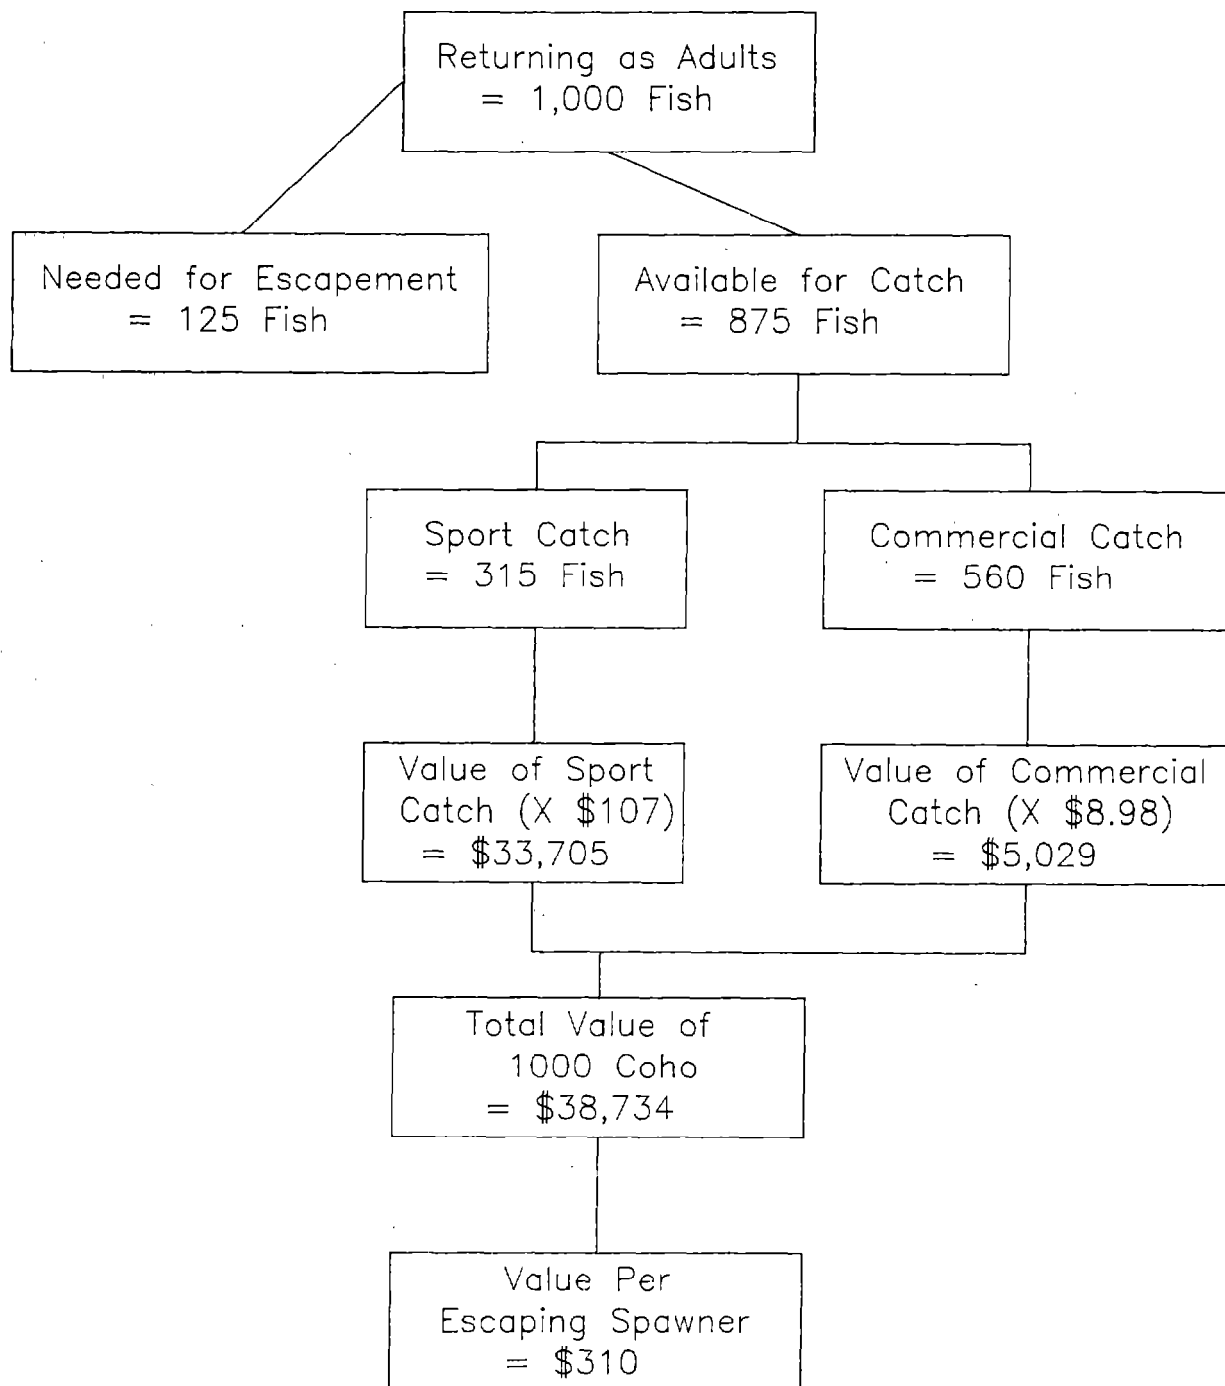 Returning as Adults
= 1,000 Fish
Needed for Escapement
= 125 Fish
Available for Catch
= 875 Fish
Sport Catch
= 315 Fish
Commercial Catch
= 560 Fish
Value of Sport
Catch (X $107)
= $33,705
Value of Commercial
Catch (X $8.98)
= $5,029
Total Value of
1000 Coho
= $38,734
Value Per
Escaping Spawner
= $310